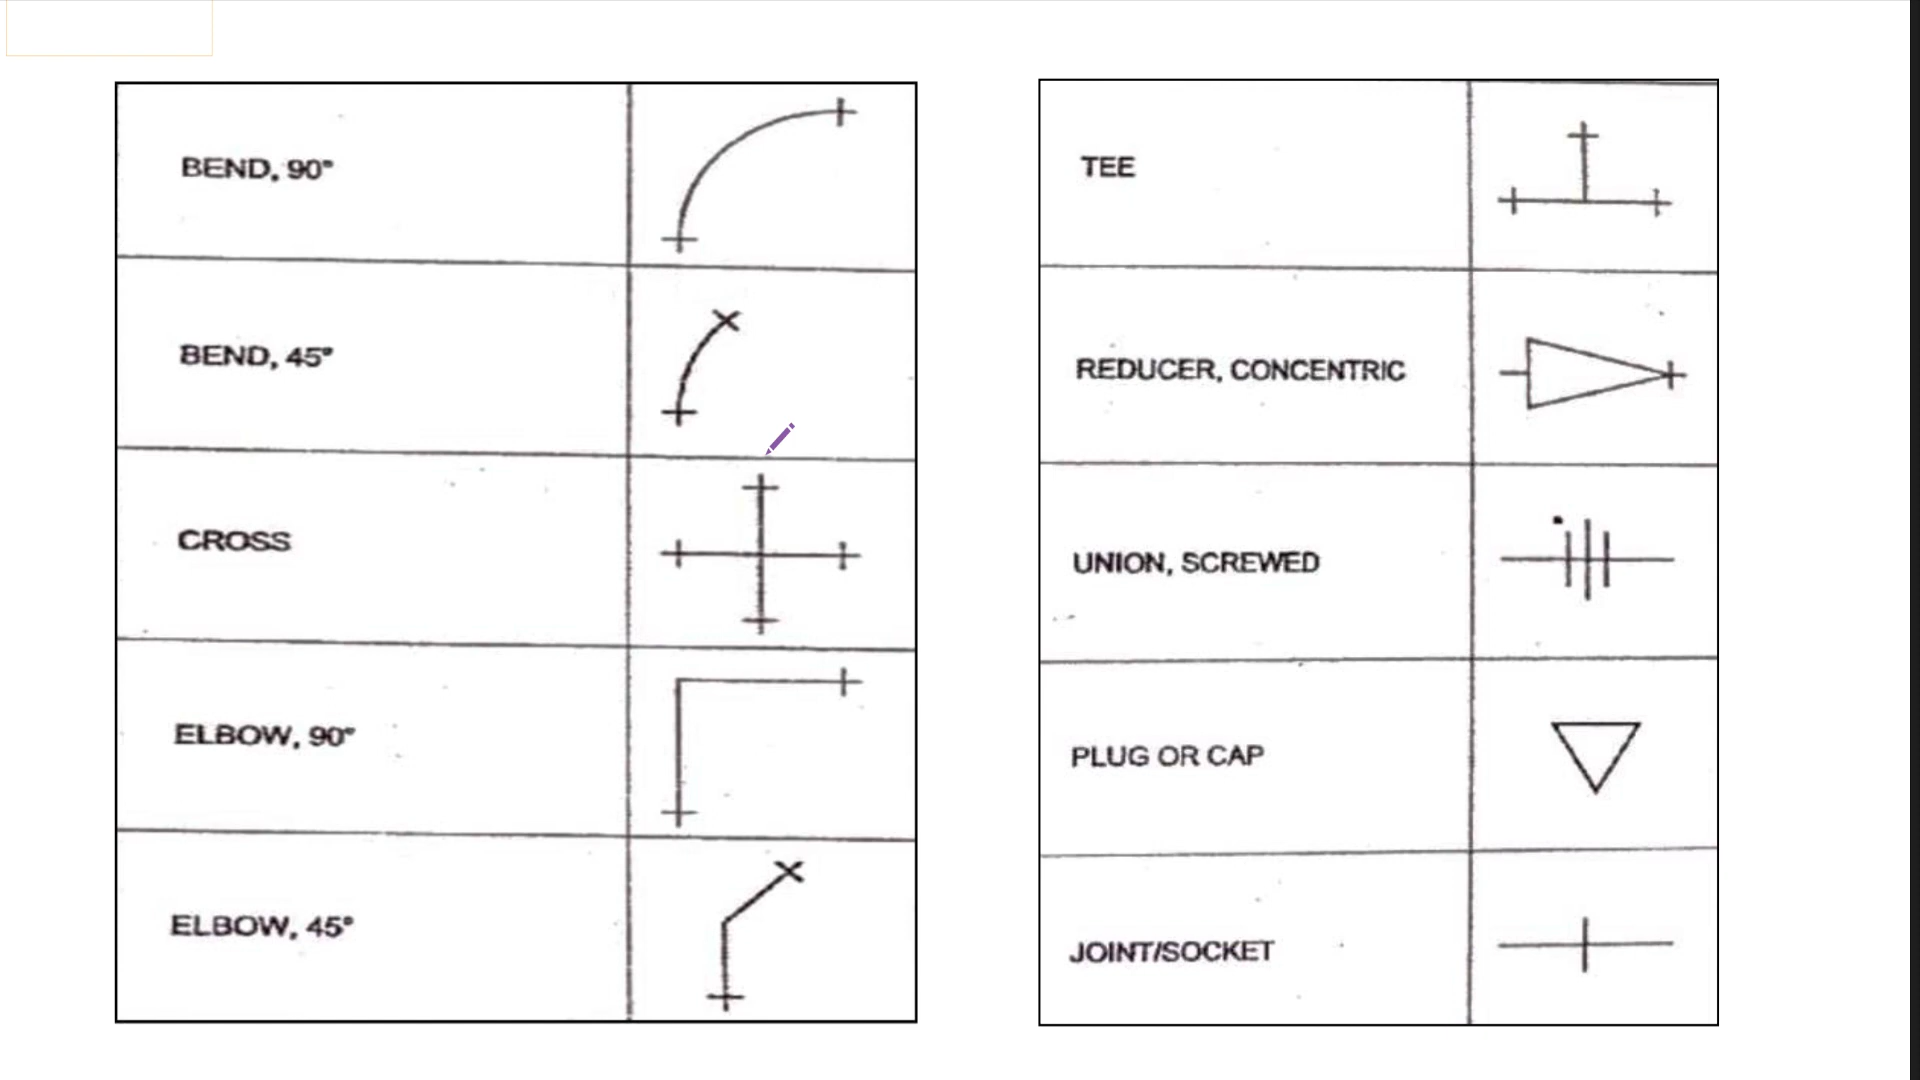 BEND, 90°
BEND, 45°
CROSS
ELBOW, 90°
ELBOW, 45°
TEE
REDUCER, CONCENTRIC
UNION, SCREWED
PLUG OR CAP
JOINT/SOCKET